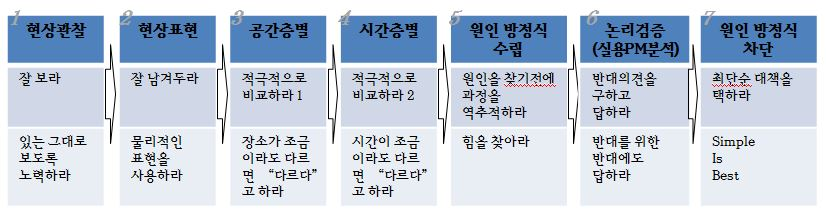 1
현상관찰
잘 보라
있는 그대로
보도록
노력하라
2
현상표현
잘 남겨두라
물리적인
표현을
사용하라
3
공간층별
적극적으로
비교하라 1
장소가 조금
이라도 다르
면 “다르다”
고 하라
4
시간층별
적극적으로
비교하라 2
시간이 조금
이라도 다르
면 “다르다”
고 하라
5
원인 방정식
수립
원인을 찾기전에
과정을
역추적하라
힘을 찾아라
6
논리검증
(실용PM분석)
반대의견을
구하고
답하라
반대를 위한
반대에도
답하라
7
원인 방정식
차단
최단순 대책을
택하라
Simple
Is
Best